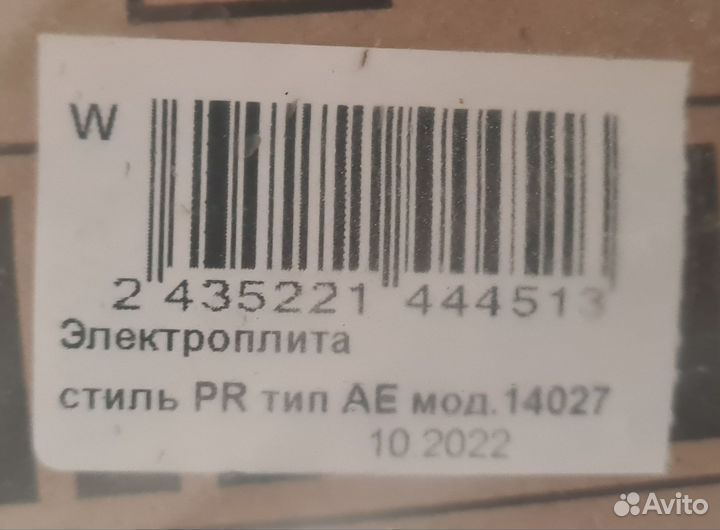 W
2 435221 444513
Электроплита
стиль PR тип AE мод.14027
10 2022
Avito